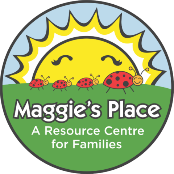 Maggie's Place
A Resource Centre
for Families